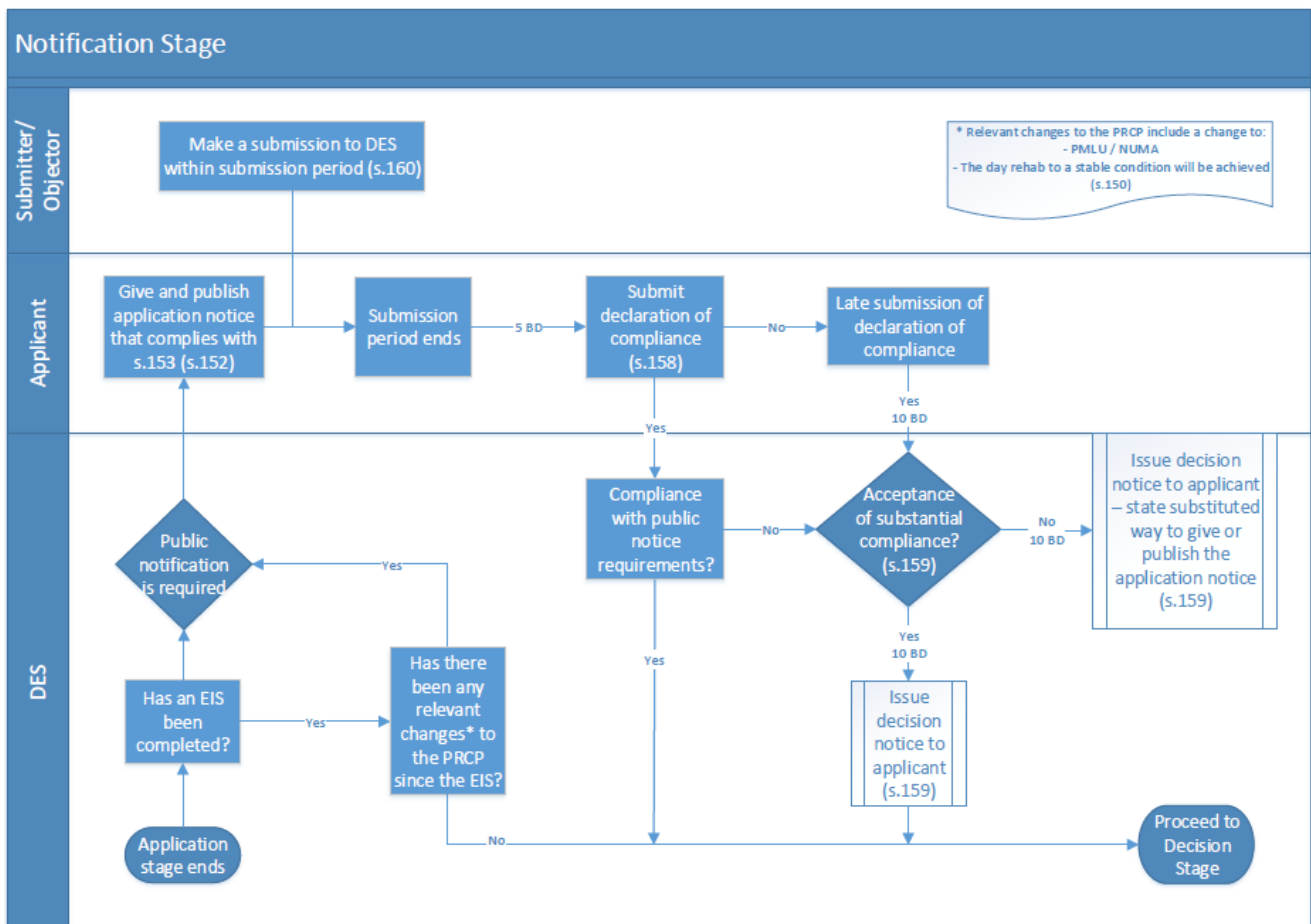 Notification Stage
Submitter/
Objector
Make a submission to DES
within submission period (s.160)
* Relevant changes to the PRCP include a change to:
- PMLU / NUMA
- The day rehab to a stable condition will be achieved
(s.150)
Applicant
Give and publish
application notice
that complies with
s.153 (s.152)
Submission
period ends
5 BD
Submit
declaration of
compliance
(s.158)
No
Late submission of
declaration of
compliance
Yes
Yes
10 BD
DES
Public
notification
is required
Yes
Compliance
with public
notice
requirements?
No
Acceptance
of substantial
compliance?
(s.159)
No
10 BD
Issue decision
notice to applicant
– state substituted
way to give or
publish the
application notice
(s.159)
Has an EIS
been
completed?
Yes
Has there
been any
relevant
changes* to
the PRCP
since the EIS?
Yes
Yes
10 BD
Issue
decision
notice to
applicant
(s.159)
Application
stage ends
No
Proceed to
Decision
Stage